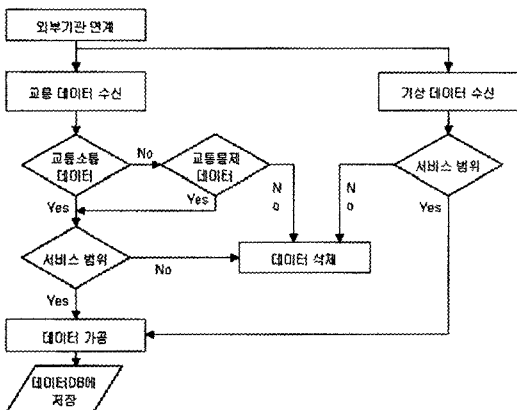 외부기관 연계
교통 데이터 수신
기상 데이터 수신
교통소통
데이터
No
교통통제
데이터
서비스 범위
Yes
Yes
N
o
N
o
Yes
서비스 범위
No
데이터 삭제
Yes
데이터 가공
데이터DB에
저장